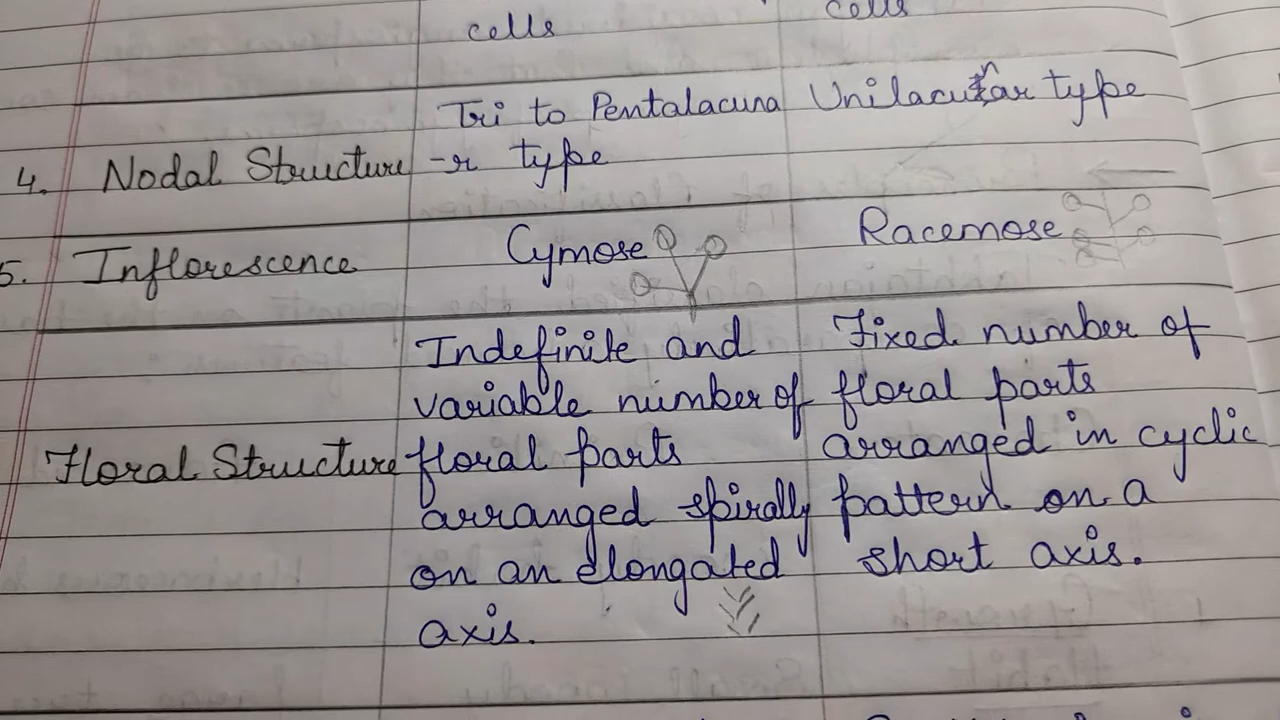 cells cells
Tri to Pentalacuna Unilacunar type
4. Nodal Structure -r type
5. Inflorescence Cymose Racemose
Indefinite and Fixed number of
variable number of floral parts
Floral Structure floral parts arranged in cyclic
arranged spirally pattern on a
on an elongated short axis.
axis.